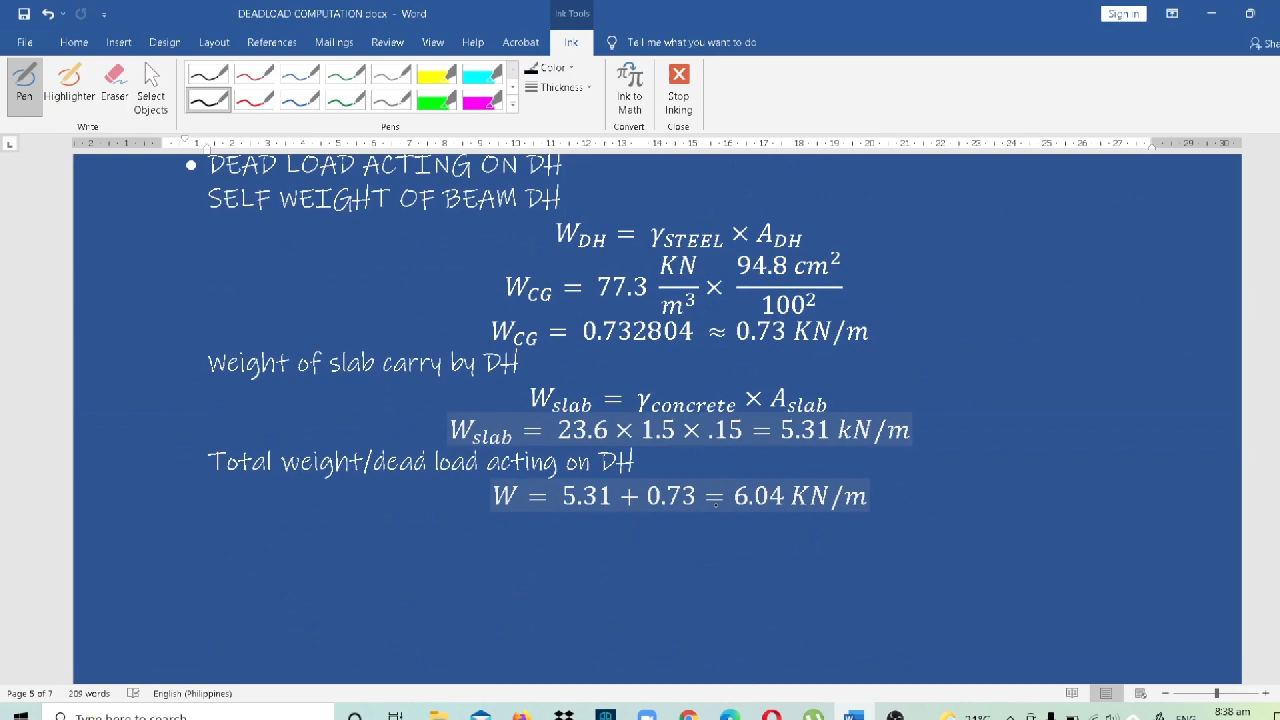 DEADLOAD COMPUTATION.docx - Word
Ink Tools
Sign in
File Home Insert Design Layout References Mailings Review View Help Acrobat Ink Tell me what you want to do
Pen Highlighter Eraser Select Objects
Color
Thickness
Ink to Math
Stop Inking
Write Pens Convert Close
• DEAD LOAD ACTING ON DH
SELF WEIGHT OF BEAM DH
W_DH = γ_STEEL × A_DH
W_CG = 77.3 KN/m³ × 94.8 cm²/100²
W_CG = 0.732804 ≈ 0.73 KN/m
Weight of slab carry by DH
W_slab = γ_concrete × A_slab
W_slab = 23.6 × 1.5 × .15 = 5.31 kN/m
Total weight/dead load acting on DH
W = 5.31 + 0.73 = 6.04 KN/m
Page 5 of 7 209 words English (Philippines)
Type here to search
ENG 8:38 am